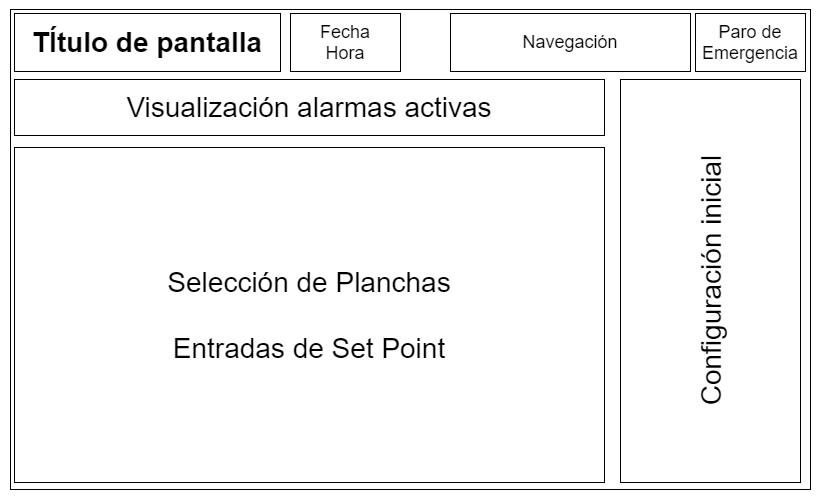 TÍtulo de pantalla
Fecha
Hora
Navegación
Paro de
Emergencia
Visualización alarmas activas
Selección de Planchas
Entradas de Set Point
Configuración inicial